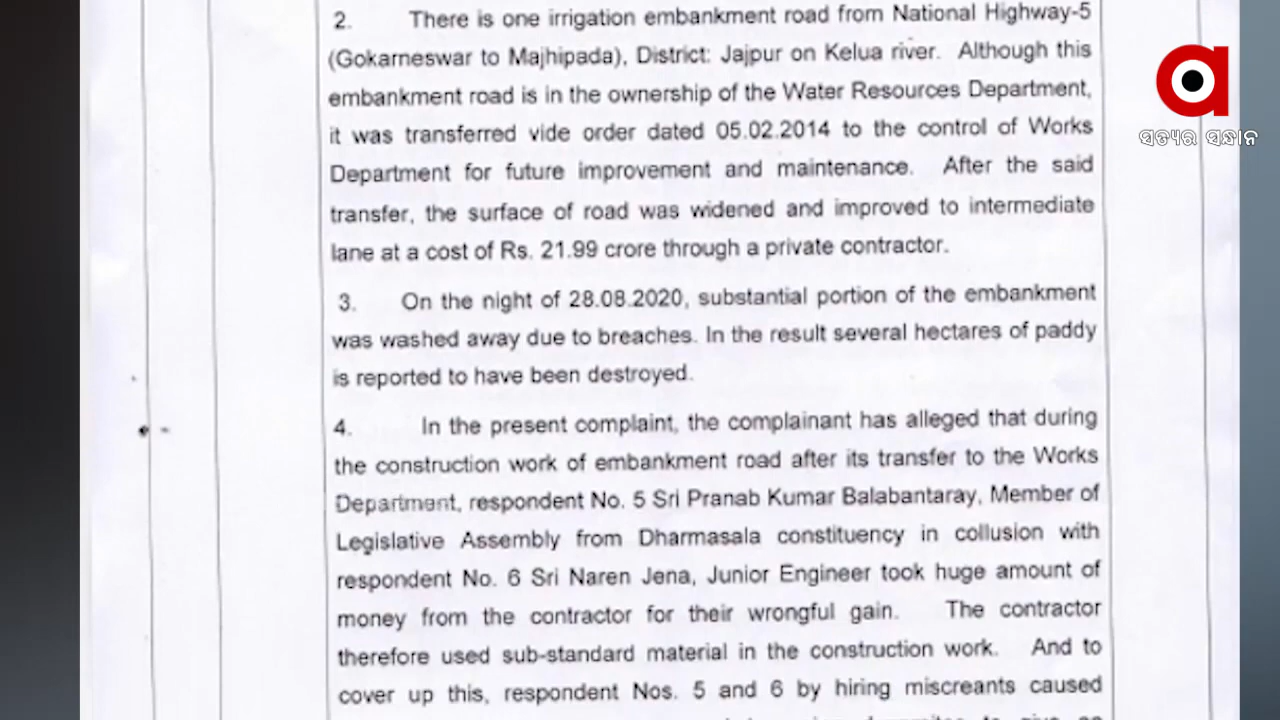 2. There is one irrigation embankment road from National Highway-5
(Gokarneswar to Majhipada), District: Jajpur on Kelua river. Although this
embankment road is in the ownership of the Water Resources Department,
it was transferred vide order dated 05.02.2014 to the control of Works
Department for future improvement and maintenance. After the said
transfer, the surface of road was widened and improved to intermediate
lane at a cost of Rs. 21.99 crore through a private contractor.
3. On the night of 28.08.2020, substantial portion of the embankment
was washed away due to breaches. In the result several hectares of paddy
is reported to have been destroyed.
4. In the present complaint, the complainant has alleged that during
the construction work of embankment road after its transfer to the Works
Department, respondent No. 5 Sri Pranab Kumar Balabantaray, Member of
Legislative Assembly from Dharmasala constituency in collusion with
respondent No. 6 Sri Naren Jena, Junior Engineer took huge amount of
money from the contractor for their wrongful gain. The contractor
therefore used sub-standard material in the construction work. And to
cover up this, respondent Nos. 5 and 6 by hiring miscreants caused
a
ସତ୍ୟର ସନ୍ଧାନ